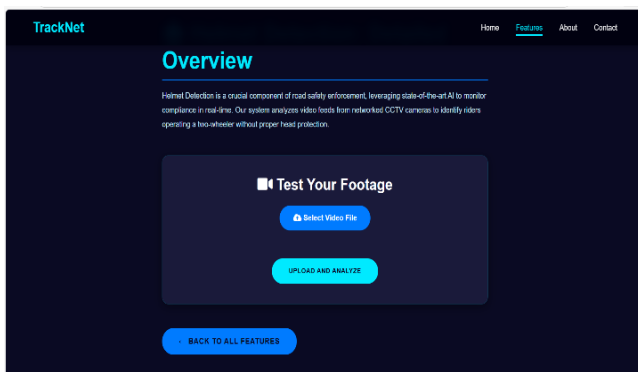 TrackNet
Home Features About Contact
Overview
Helmet Detection is a crucial component of road safety enforcement, leveraging state-of-the-art AI to monitor
compliance in real-time. Our system analyzes video feeds from networked CCTV cameras to identify riders
operating a two-wheeler without proper head protection.
Test Your Footage
Select Video File
UPLOAD AND ANALYZE
BACK TO ALL FEATURES